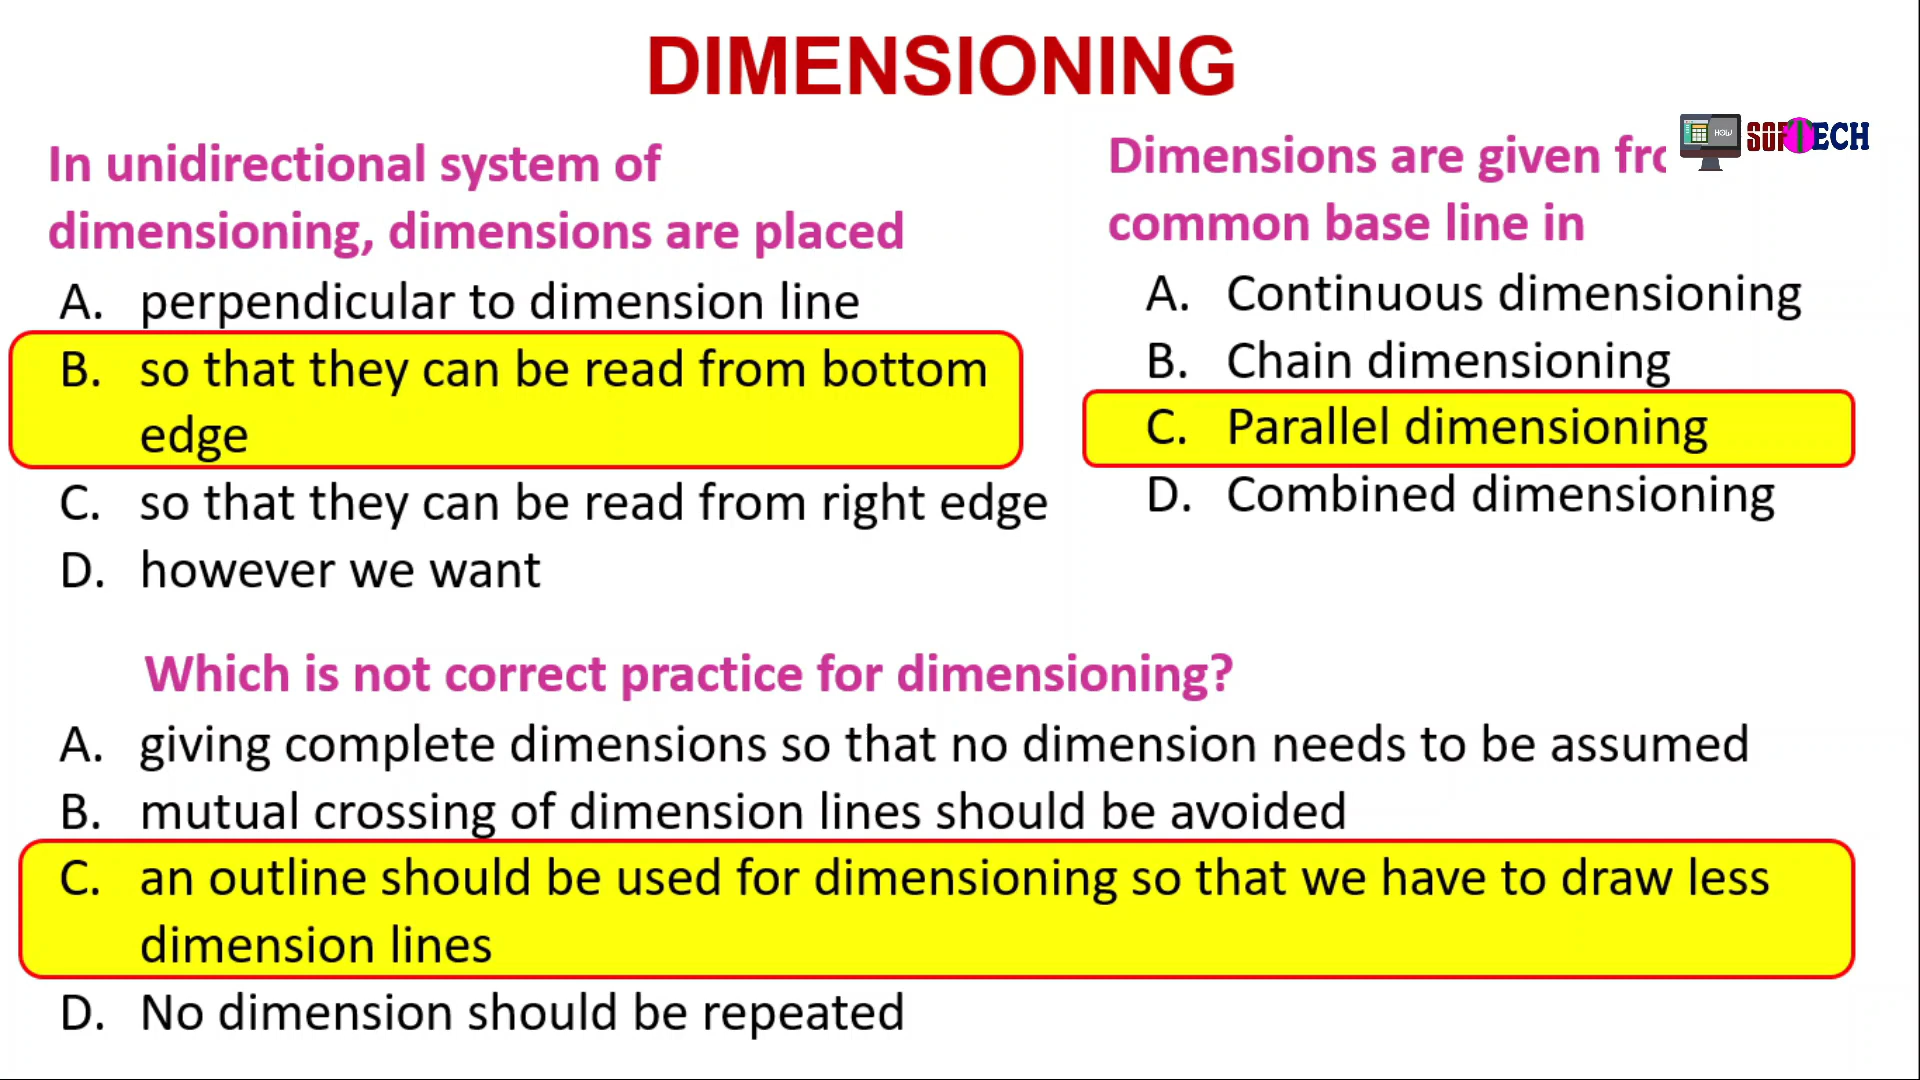 DIMENSIONING
In unidirectional system of
dimensioning, dimensions are placed
A. perpendicular to dimension line
B. so that they can be read from bottom
edge
C. so that they can be read from right edge
D. however we want
Dimensions are given
common base line in
A. Continuous dimensioning
B. Chain dimensioning
C. Parallel dimensioning
D. Combined dimensioning
HOW SOFTECH
Which is not correct practice for dimensioning?
A. giving complete dimensions so that no dimension needs to be assumed
B. mutual crossing of dimension lines should be avoided
C. an outline should be used for dimensioning so that we have to draw less
dimension lines
D. No dimension should be repeated